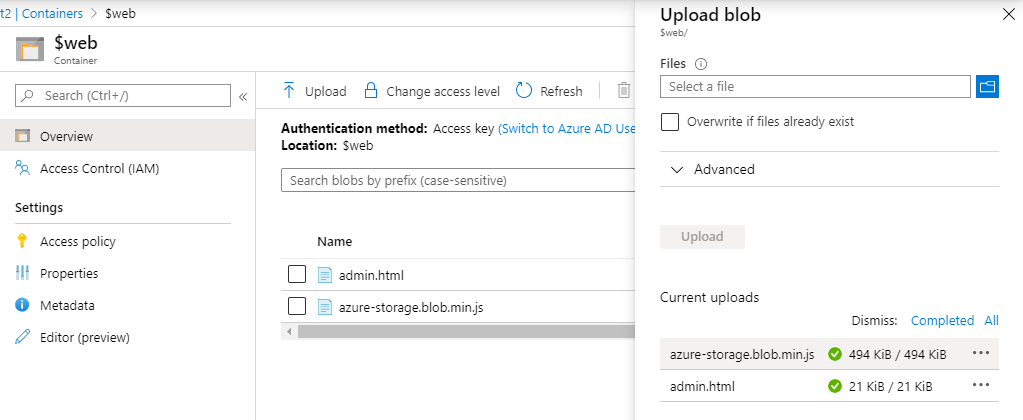 t2 | Containers > $web
$web
Container
Search (Ctrl+/)
«
Overview
Access Control (IAM)
Settings
Access policy
Properties
Metadata
Editor (preview)
Upload
Change access level
Refresh
Authentication method: Access key (Switch to Azure AD Use
Location: $web
Search blobs by prefix (case-sensitive)
Name
admin.html
azure-storage.blob.min.js
Upload blob
$web/
Files
Select a file
Overwrite if files already exist
Advanced
Upload
Current uploads
Dismiss: Completed All
azure-storage.blob.min.js 494 KiB / 494 KiB ...
admin.html 21 KiB / 21 KiB ...